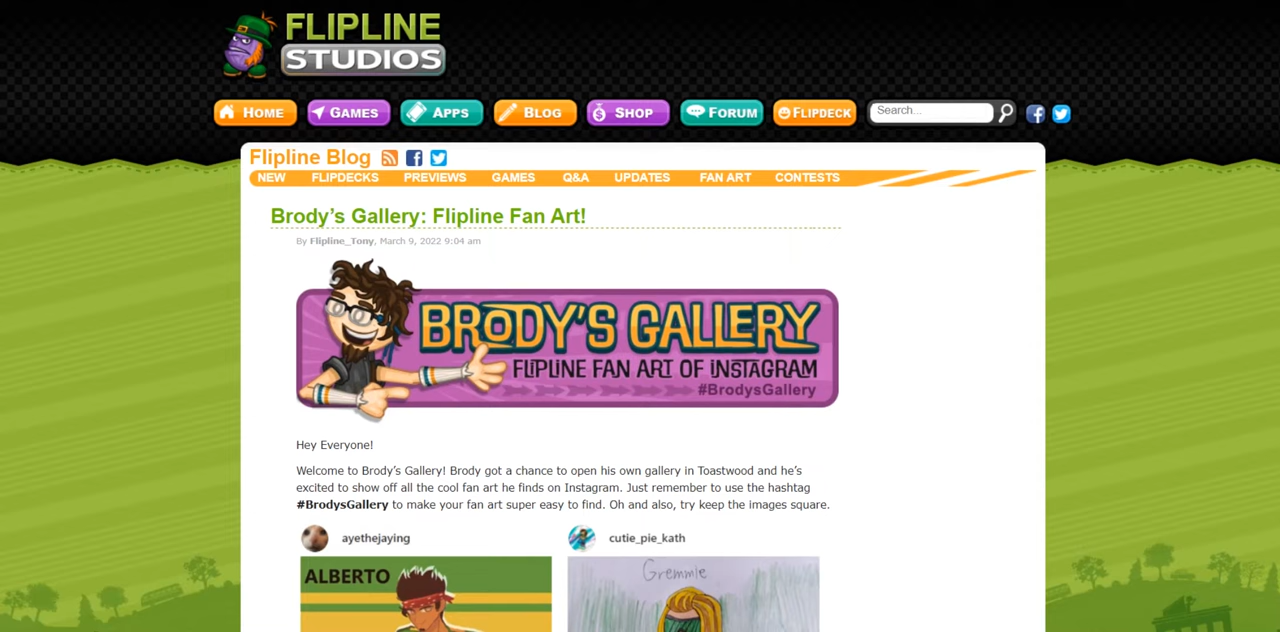 FLIPLINE
STUDIOS
HOME GAMES APPS BLOG SHOP FORUM FLIPDECK Search...
Flipline Blog
NEW FLIPDECKS PREVIEWS GAMES Q&A UPDATES FAN ART CONTESTS
Brody's Gallery: Flipline Fan Art!
By Flipline_Tony, March 9, 2022 9:04 am
BRODY'S GALLERY
FLIPLINE FAN ART OF INSTAGRAM
#BrodysGallery
Hey Everyone!
Welcome to Brody's Gallery! Brody got a chance to open his own gallery in Toastwood and he's
excited to show off all the cool fan art he finds on Instagram. Just remember to use the hashtag
#BrodysGallery to make your fan art super easy to find. Oh and also, try keep the images square.
ayethejaying cutie_pie_kath
ALBERTO Gremmie